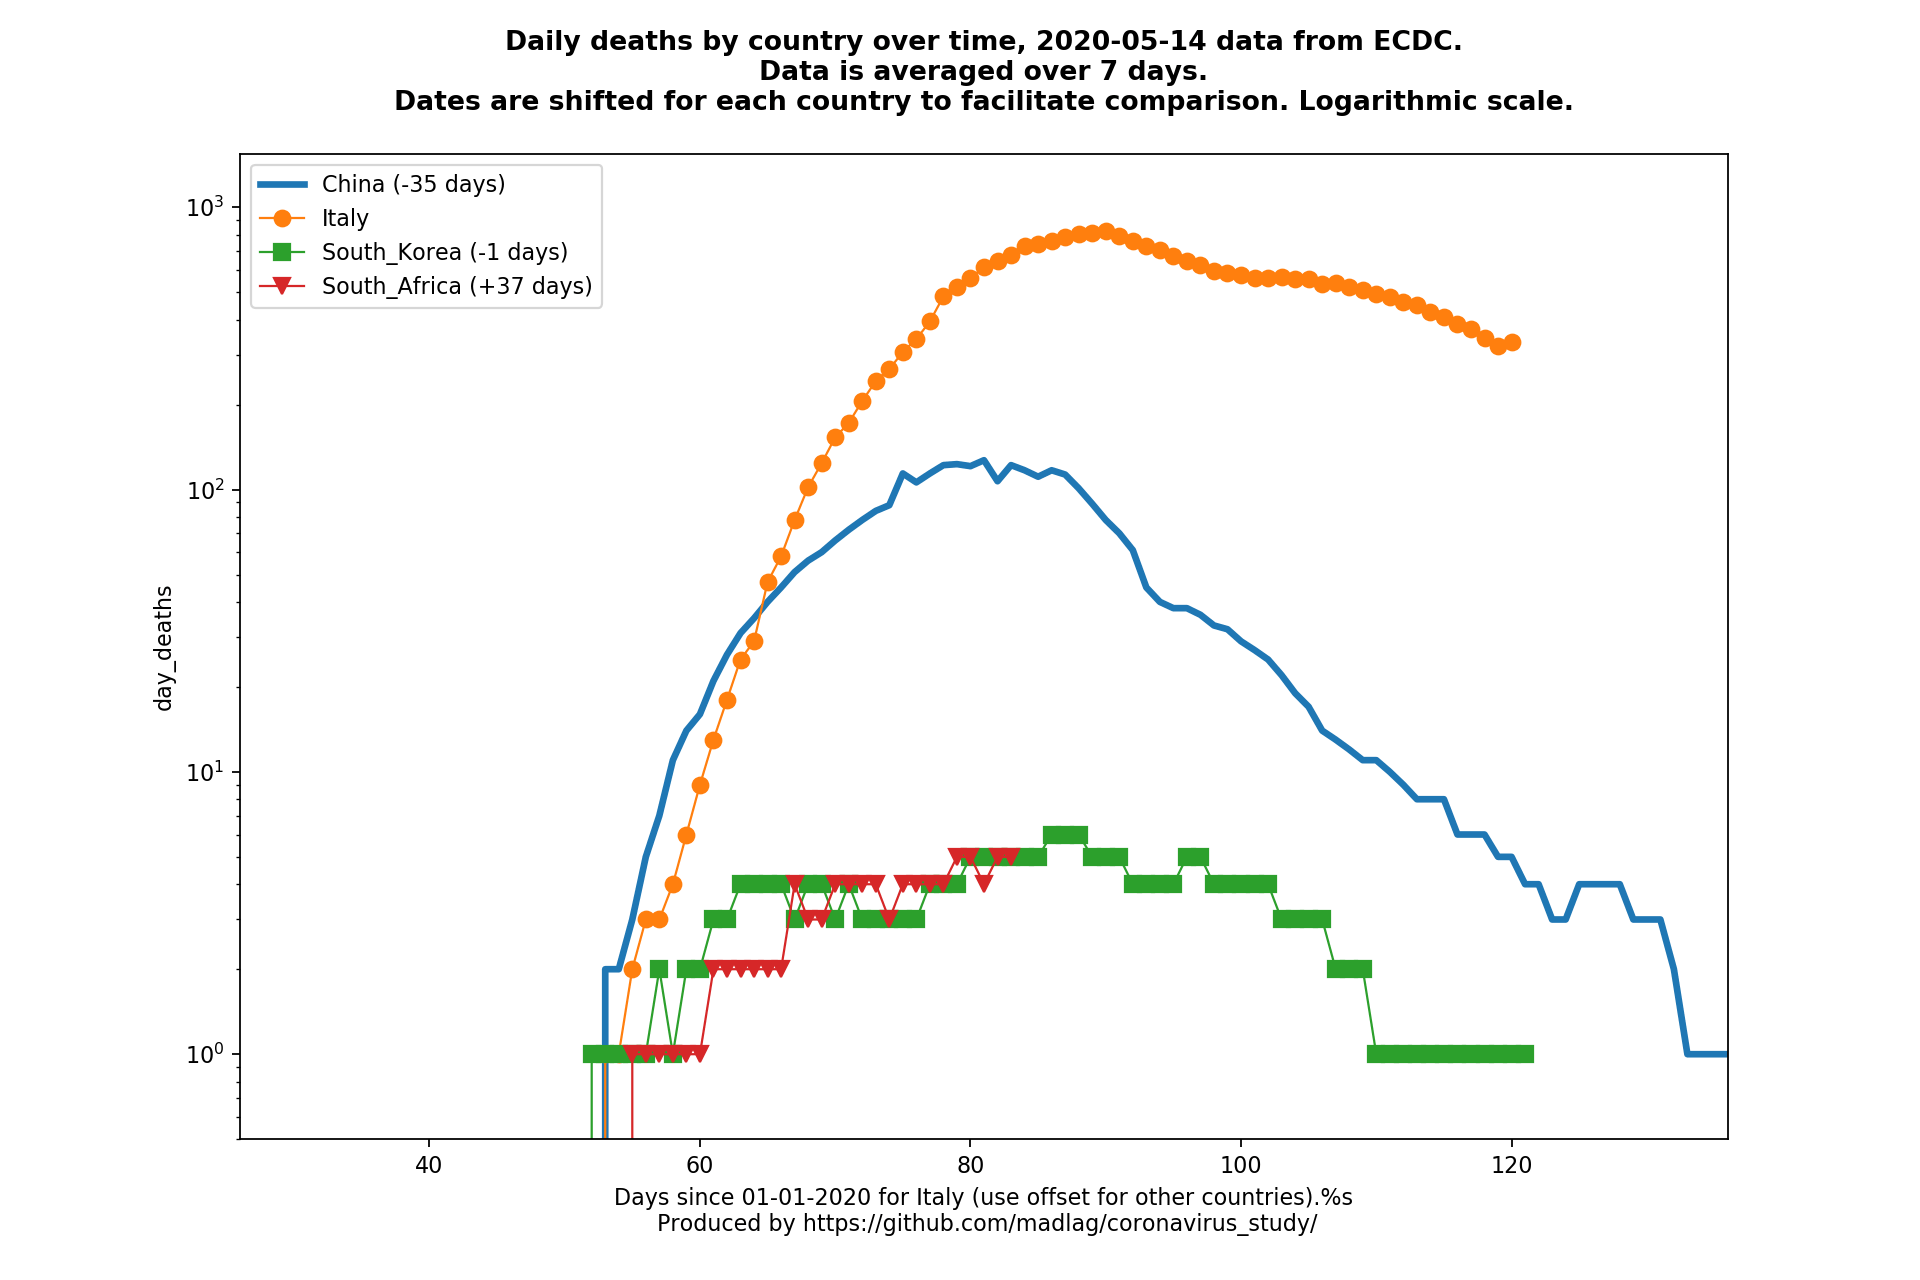 Daily deaths by country over time, 2020-05-14 data from ECDC.
Data is averaged over 7 days.
Dates are shifted for each country to facilitate comparison. Logarithmic scale.
China (-35 days)
Italy
South_Korea (-1 days)
South_Africa (+37 days)
10³
10²
10¹
10⁰
day_deaths
40 60 80 100 120
Days since 01-01-2020 for Italy (use offset for other countries).%s
Produced by https://github.com/madlag/coronavirus_study/